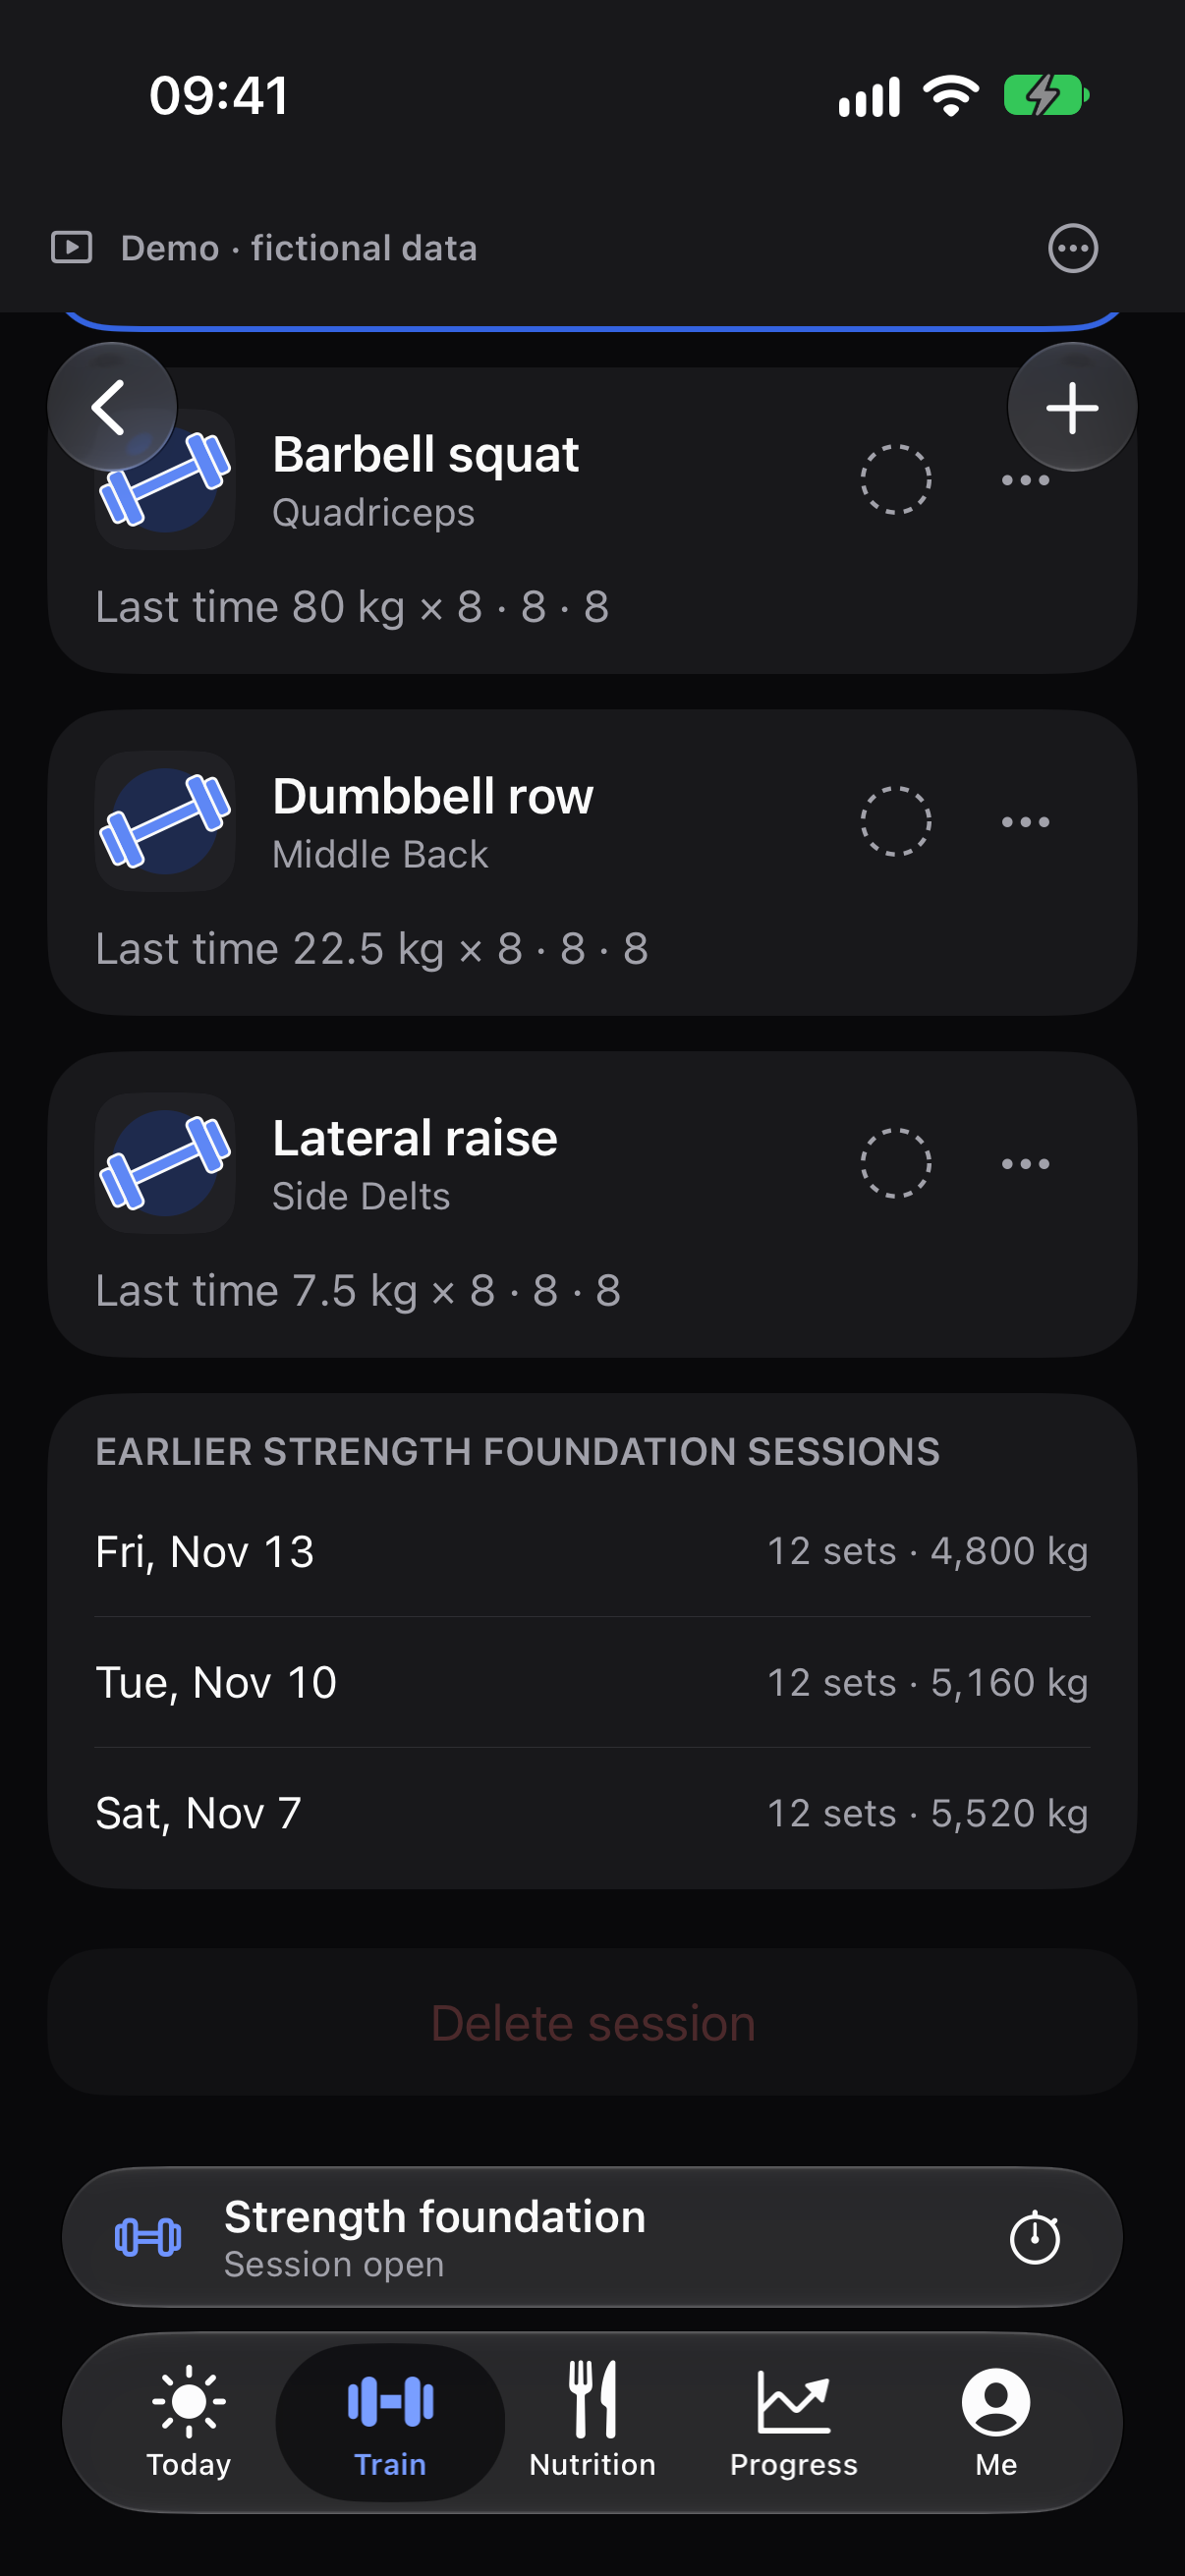 09:41
Demo · fictional data
Barbell squat
Quadriceps
Last time 80 kg × 8 · 8 · 8
Dumbbell row
Middle Back
Last time 22.5 kg × 8 · 8 · 8
Lateral raise
Side Delts
Last time 7.5 kg × 8 · 8 · 8
EARLIER STRENGTH FOUNDATION SESSIONS
Fri, Nov 13 12 sets · 4,800 kg
Tue, Nov 10 12 sets · 5,160 kg
Sat, Nov 7 12 sets · 5,520 kg
Delete session
Strength foundation
Session open
Today Train Nutrition Progress Me